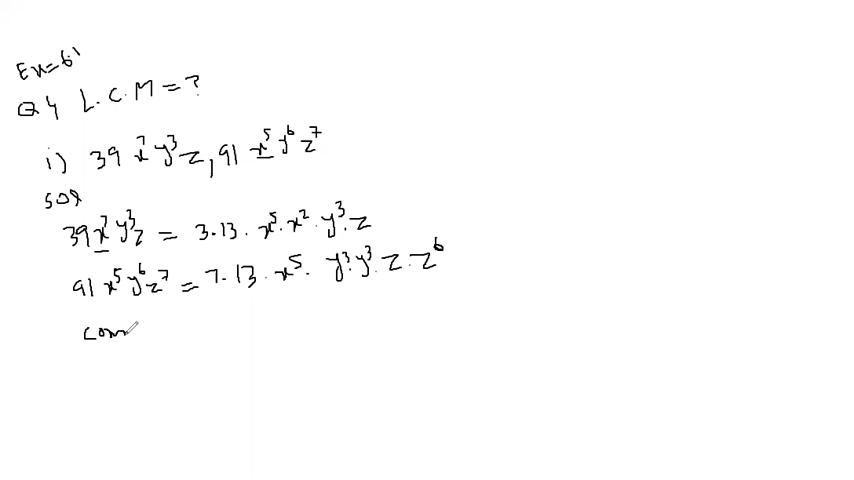 Ex=6.1
Q4 L.C.M=?
i) 39 x⁷y³z, 91 x⁵y⁶z⁷
sol
39x⁷y³z = 3.13. x⁵.x². y³.z
91 x⁵y⁶z⁷ = 7.13. x⁵. y³.y³.z.z⁶
com